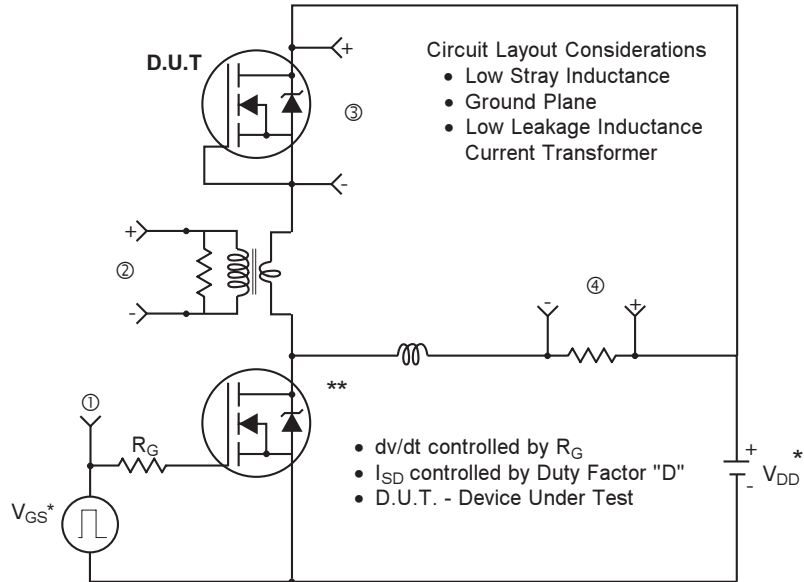 D.U.T
+
Circuit Layout Considerations
• Low Stray Inductance
• Ground Plane
• Low Leakage Inductance
Current Transformer
③
-
+
②
-
④
-
+
**
①
R_G
• dv/dt controlled by R_G
• I_SD controlled by Duty Factor "D"
• D.U.T. - Device Under Test
V_GS*
+
-
V_DD*